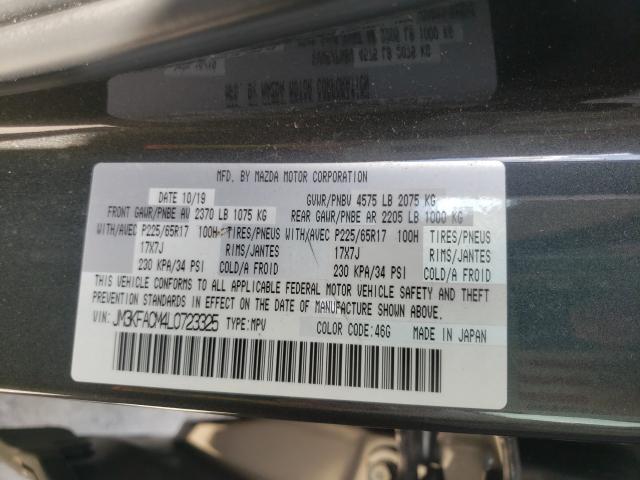 MFD. BY MAZDA MOTOR CORPORATION
DATE 10/19 GVWR/PNBV 4575 LB 2075 KG
FRONT GAWR/PNBE AV 2370 LB 1075 KG REAR GAWR/PNBE AR 2205 LB 1000 KG
WITH/AVEC P225/65R17 100H TIRES/PNEUS WITH/AVEC P225/65R17 100H TIRES/PNEUS
17X7J RIMS/JANTES 17X7J RIMS/JANTES
230 KPA/34 PSI COLD/A FROID 230 KPA/34 PSI COLD/A FROID
THIS VEHICLE CONFORMS TO ALL APPLICABLE FEDERAL MOTOR VEHICLE SAFETY AND THEFT
PREVENTION STANDARDS IN EFFECT ON THE DATE OF MANUFACTURE SHOWN ABOVE.
VIN: JM3KFACM4L0723325 TYPE:MPV COLOR CODE:46G MADE IN JAPAN